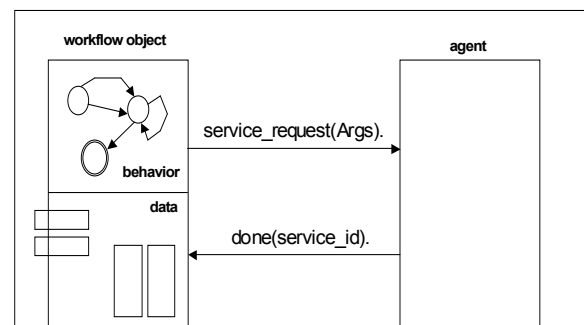 workflow object
agent
service_request(Args).
behavior
data
done(service_id).